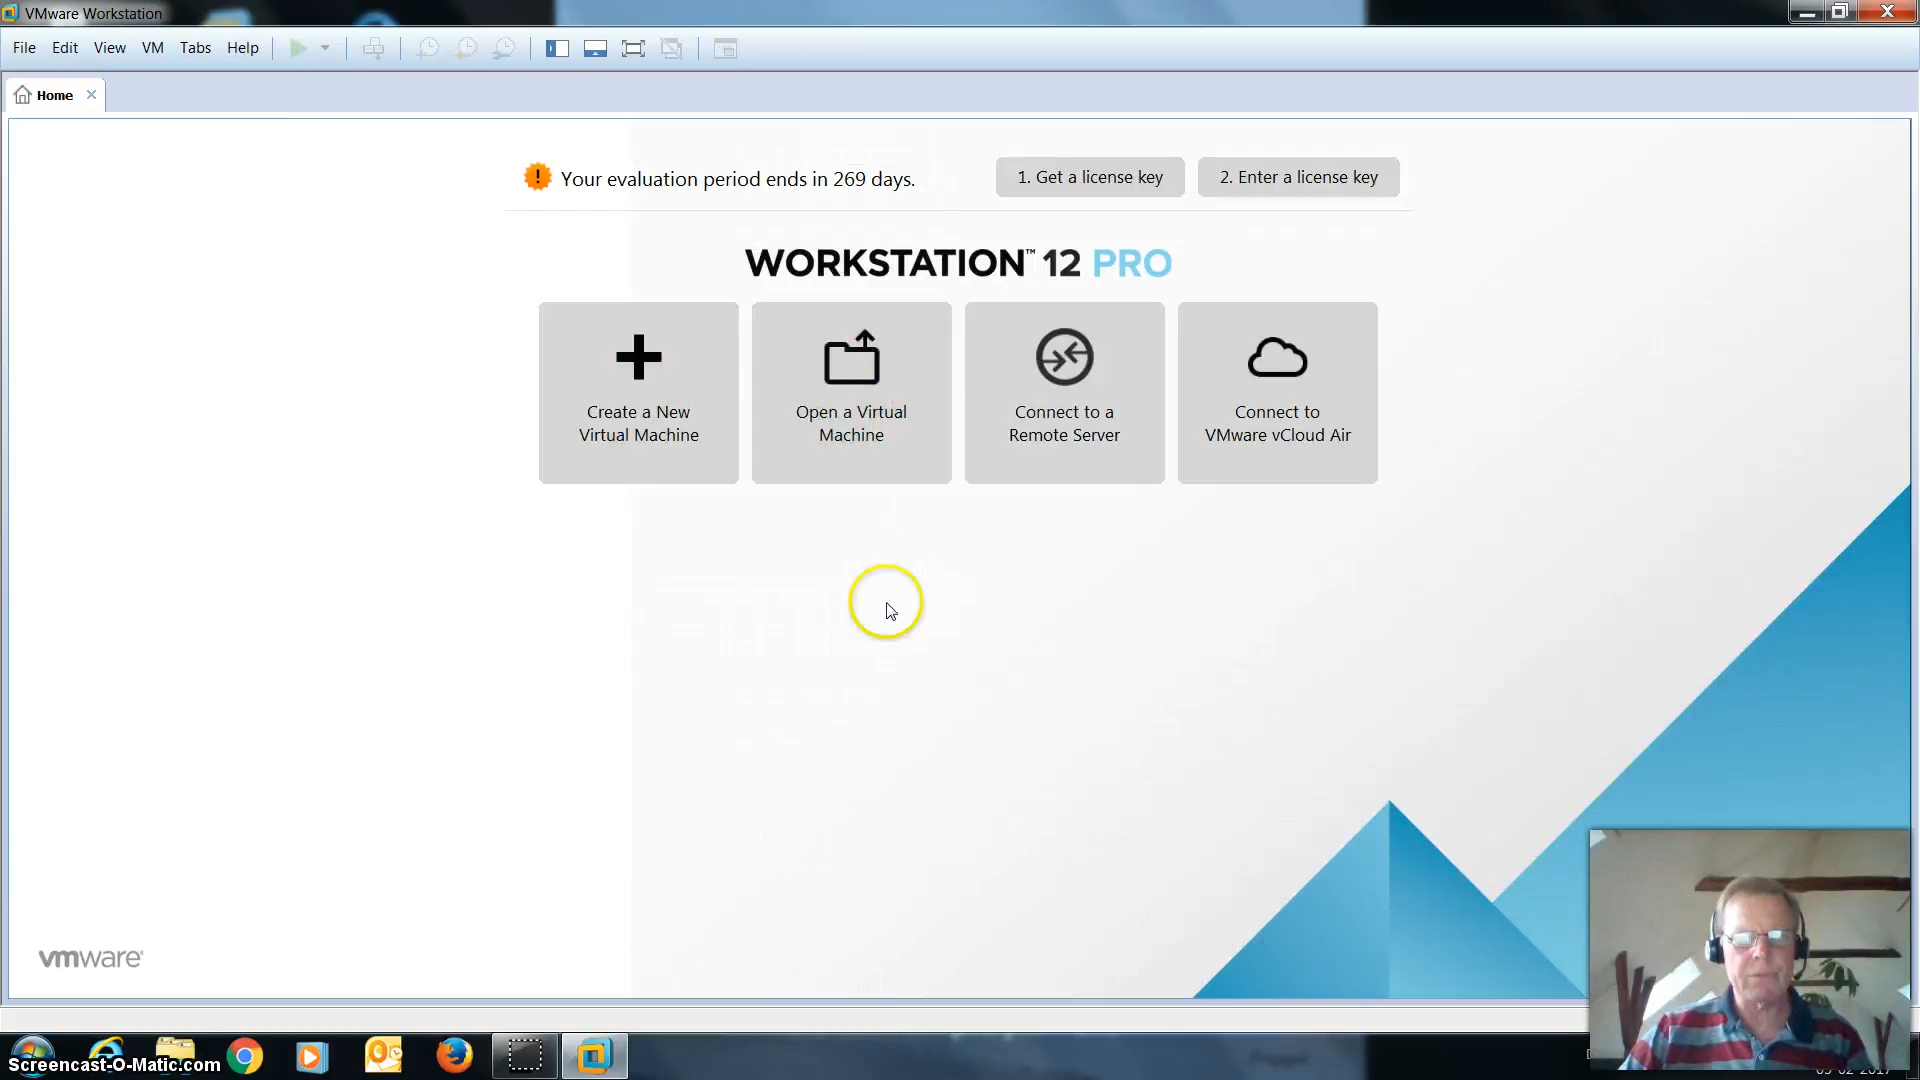 VMware Workstation
File Edit View VM Tabs Help
Home
Your evaluation period ends in 269 days.
1. Get a license key
2. Enter a license key
WORKSTATION™ 12 PRO
Create a New
Virtual Machine
Open a Virtual
Machine
Connect to a
Remote Server
Connect to
VMware vCloud Air
vmware
Screencast-O-Matic.com